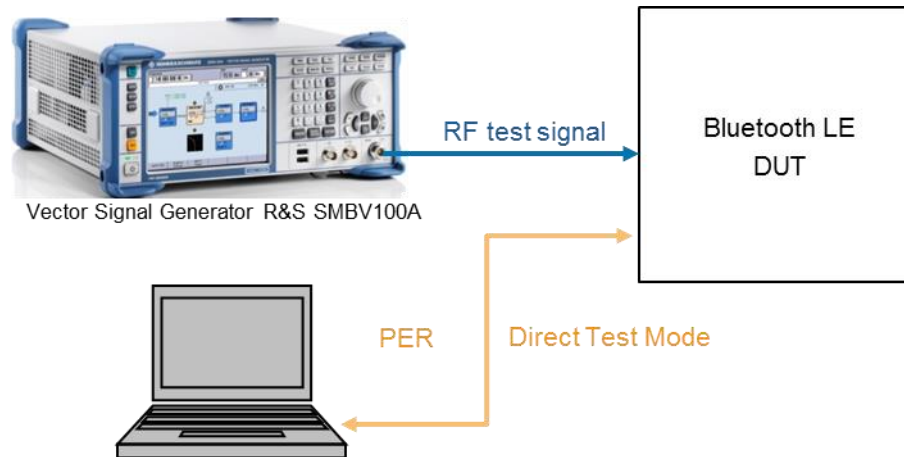 RF test signal
Bluetooth LE
DUT
Vector Signal Generator R&S SMBV100A
PER
Direct Test Mode